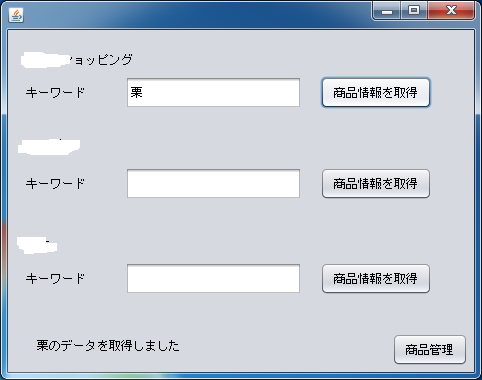 ョッピング
キーワード
栗
商品情報を取得
キーワード
商品情報を取得
キーワード
商品情報を取得
栗のデータを取得しました
商品管理